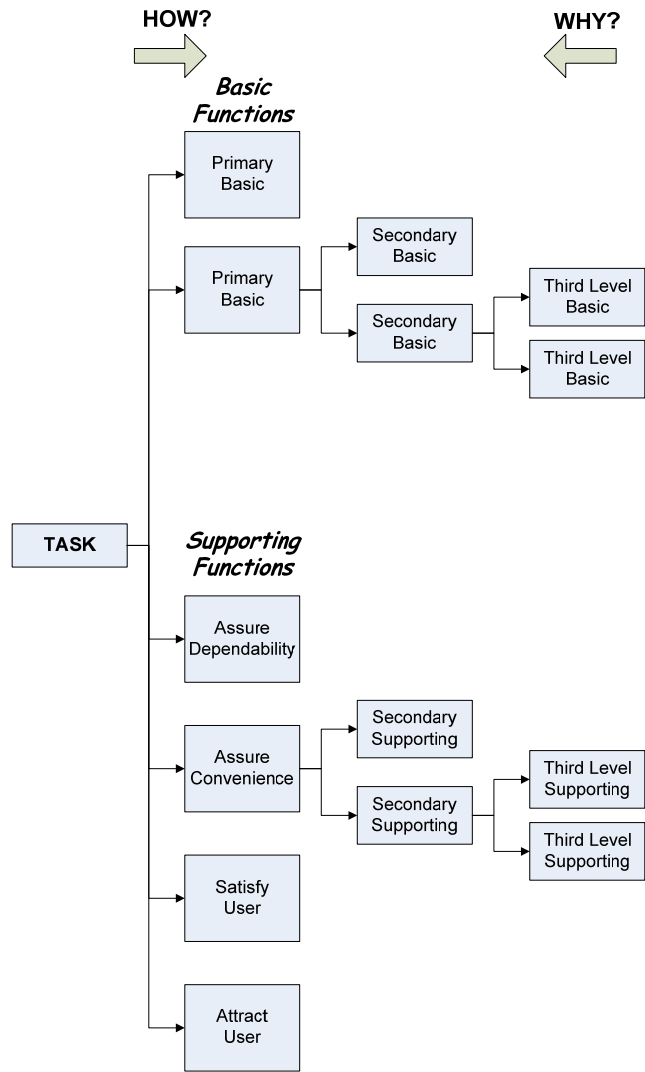 HOW?
WHY?
Basic
Functions
Primary
Basic
Primary
Basic
Secondary
Basic
Secondary
Basic
Third Level
Basic
Third Level
Basic
TASK
Supporting
Functions
Assure
Dependability
Assure
Convenience
Secondary
Supporting
Secondary
Supporting
Third Level
Supporting
Third Level
Supporting
Satisfy
User
Attract
User